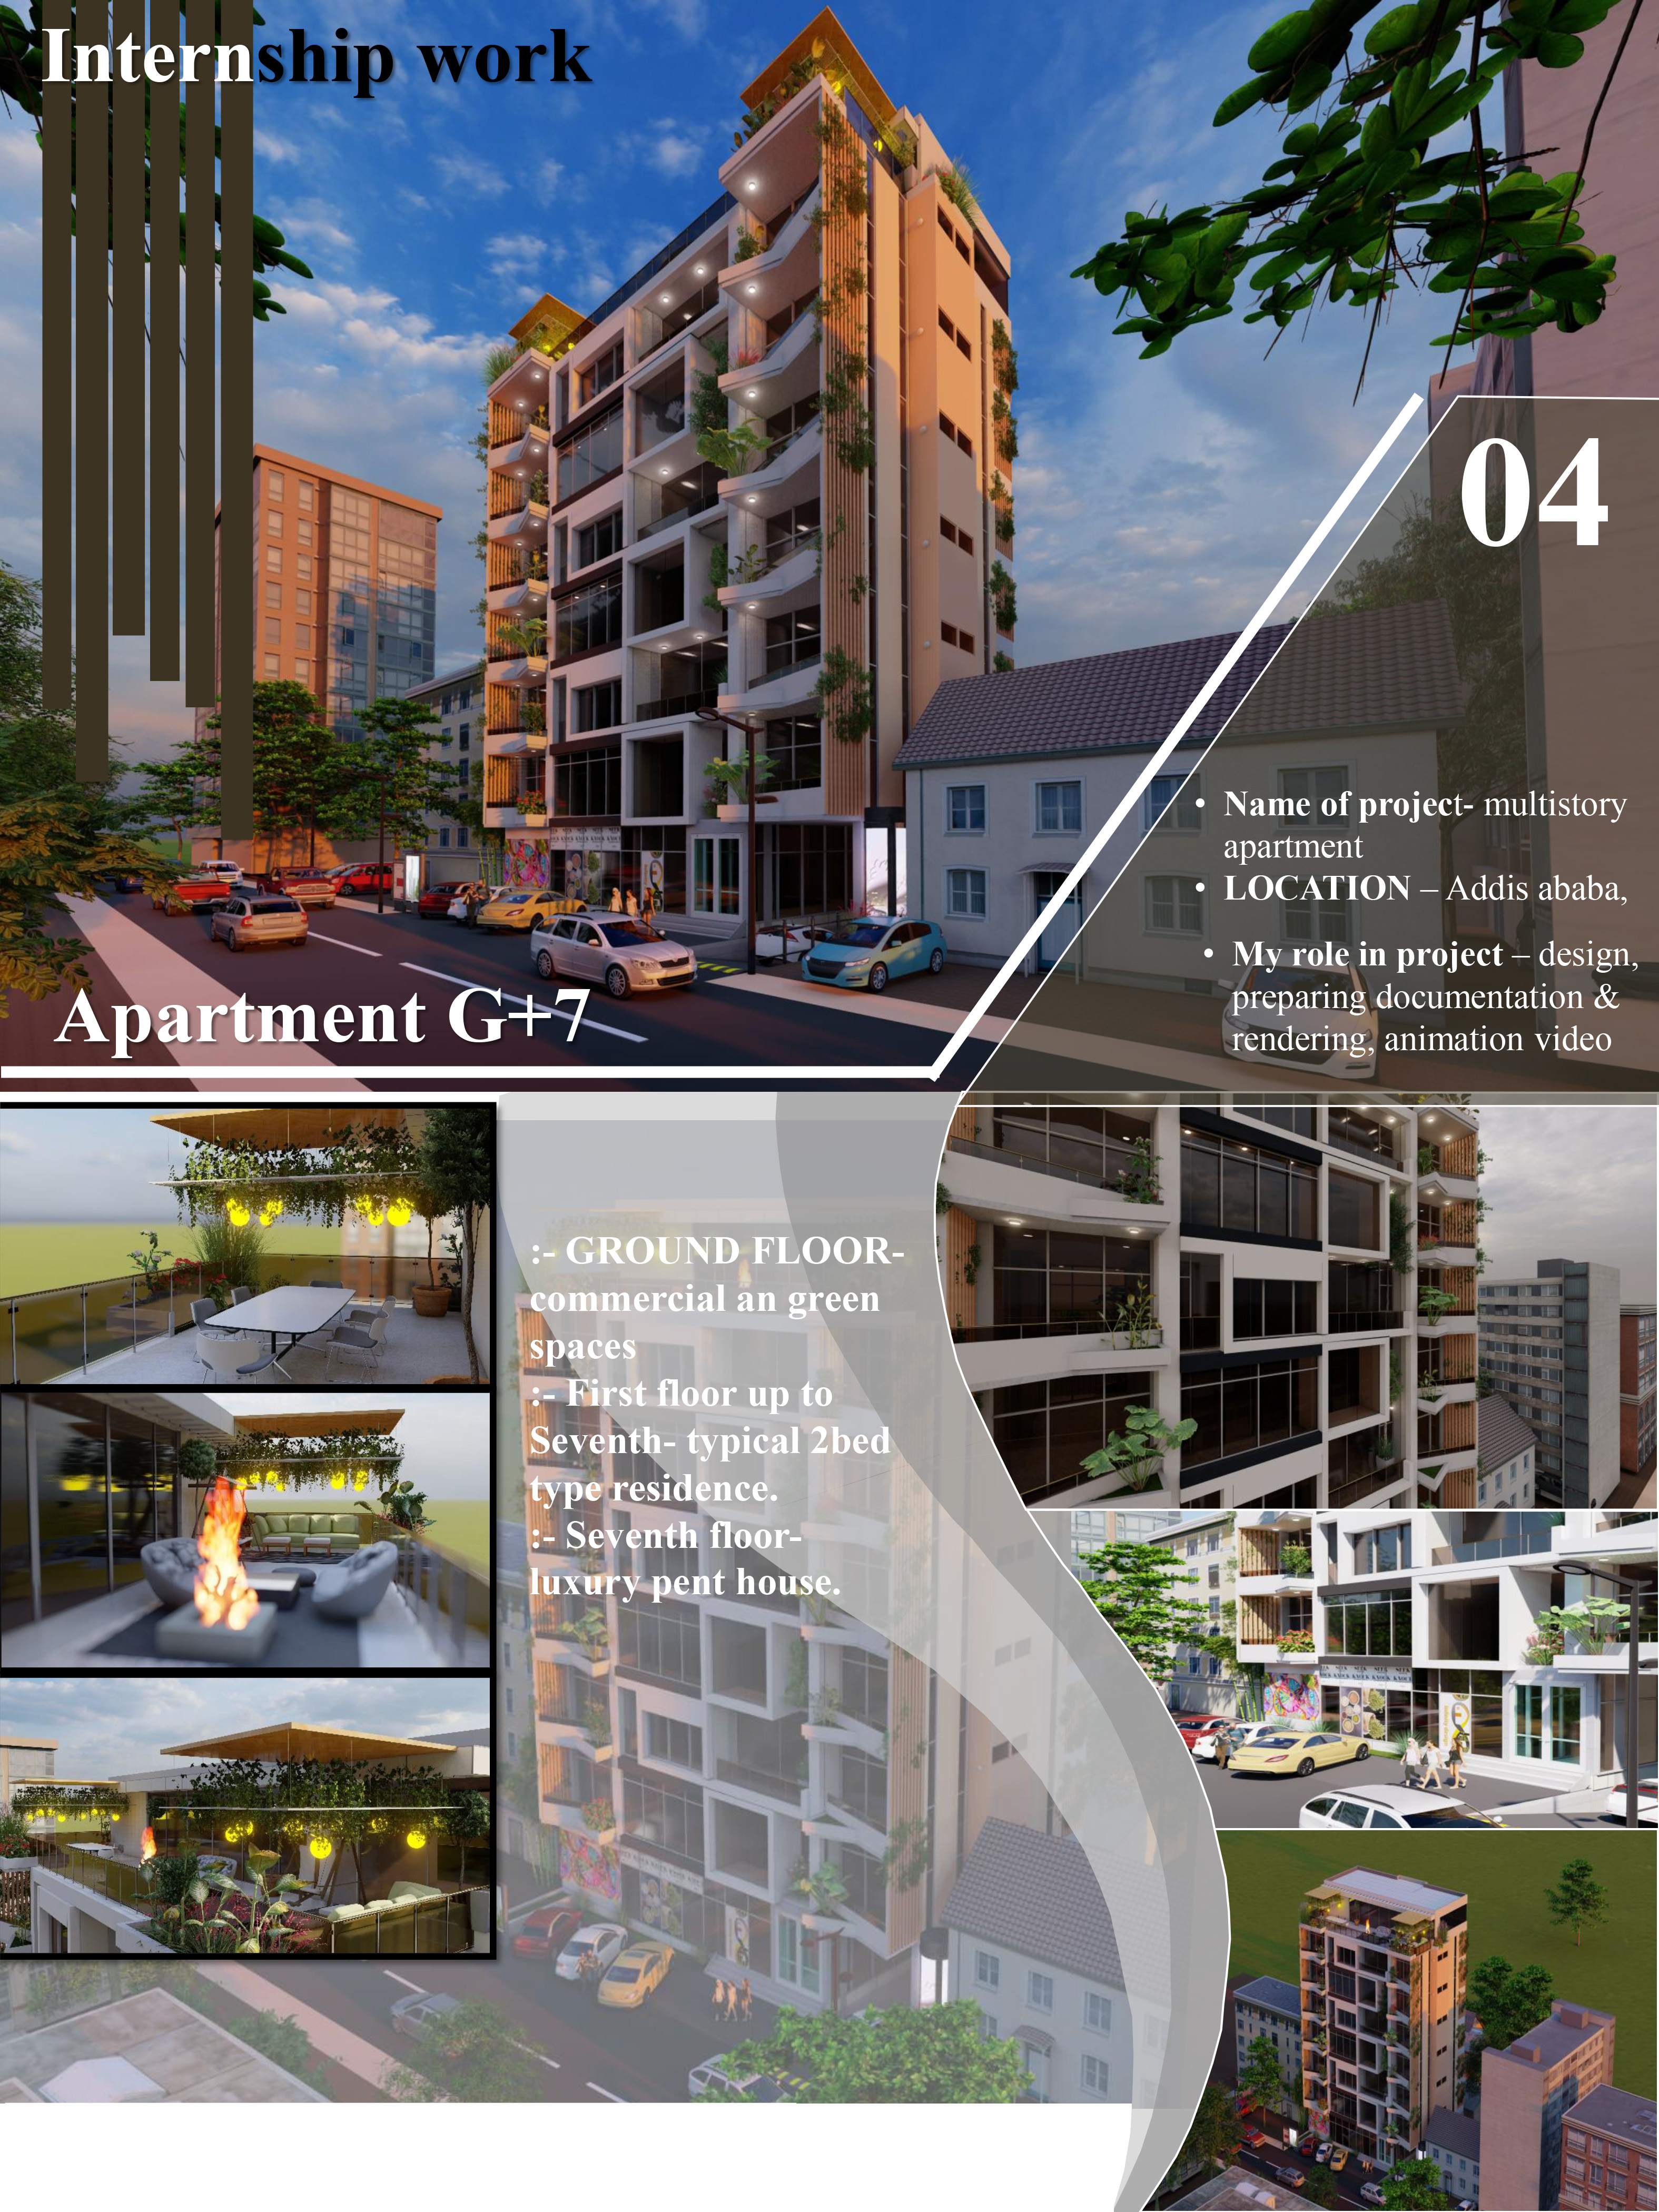 Internship work
04
• Name of project- multistory
apartment
• LOCATION – Addis ababa,
• My role in project – design,
preparing documentation &
rendering, animation video
Apartment G+7
:- GROUND FLOOR-
commercial an green
spaces
:- First floor up to
Seventh- typical 2bed
type residence.
:- Seventh floor-
luxury pent house.